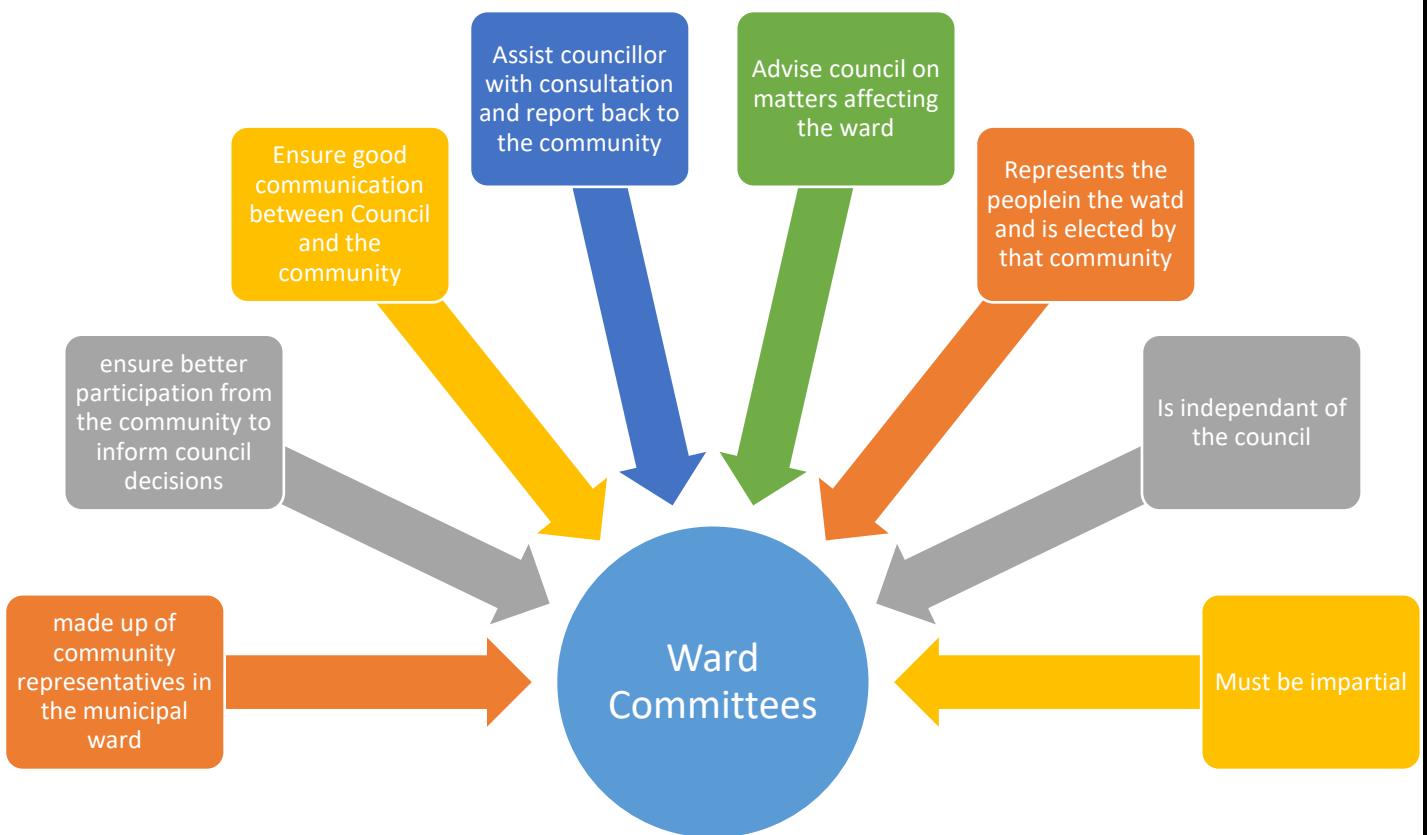 made up of
community
representatives in
the municipal
ward
ensure better
participation from
the community to
inform council
decisions
Ensure good
communication
between Council
and the
community
Assist councillor
with consultation
and report back to
the community
Advise council on
matters affecting
the ward
Represents the
peoplein the watd
and is elected by
that community
Is independant of
the council
Must be impartial
Ward
Committees